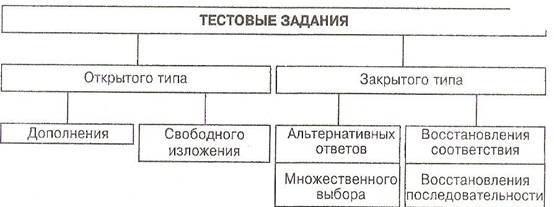 ТЕСТОВЫЕ ЗАДАНИЯ
Открытого типа
Закрытого типа
Дополнения
Свободного
изложения
Альтернативных
ответов
Восстановления
соответствия
Множественного
выбора
Восстановления
последовательности